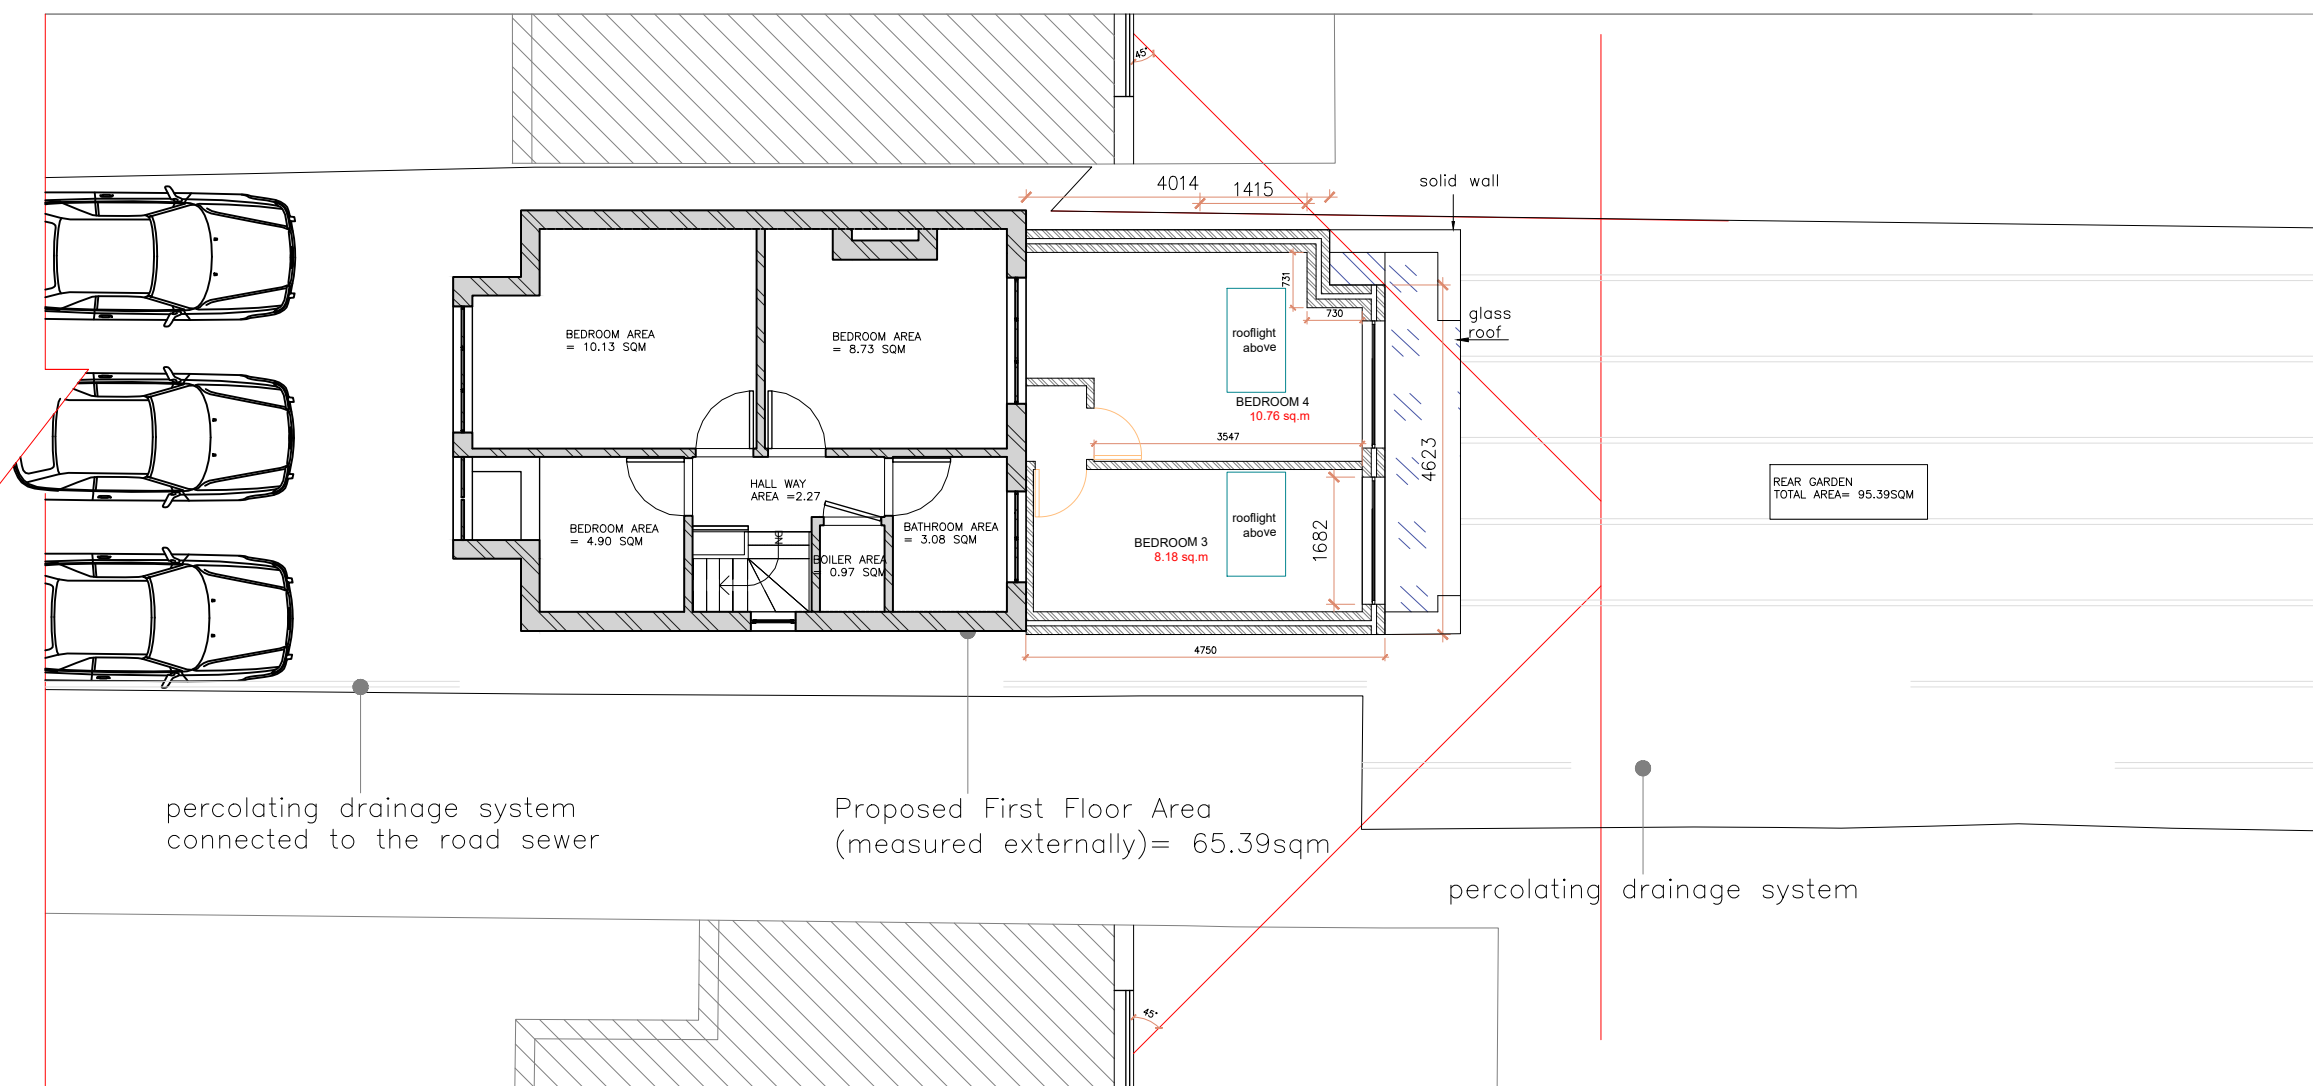 45°
solid wall
4014
1415
731
glass
roof
730
rooflight
above
BEDROOM AREA
= 10.13 SQM
BEDROOM AREA
= 8.73 SQM
BEDROOM 4
10.76 sq.m
3547
4623
HALL WAY
AREA =2.27
REAR GARDEN
TOTAL AREA= 95.39SQM
BEDROOM AREA
= 4.90 SQM
BATHROOM AREA
= 3.08 SQM
rooflight
above
1682
BEDROOM 3
8.18 sq.m
BOILER AREA
= 0.97 SQM
4750
percolating drainage system
connected to the road sewer
Proposed First Floor Area
(measured externally)= 65.39sqm
percolating drainage system
45°